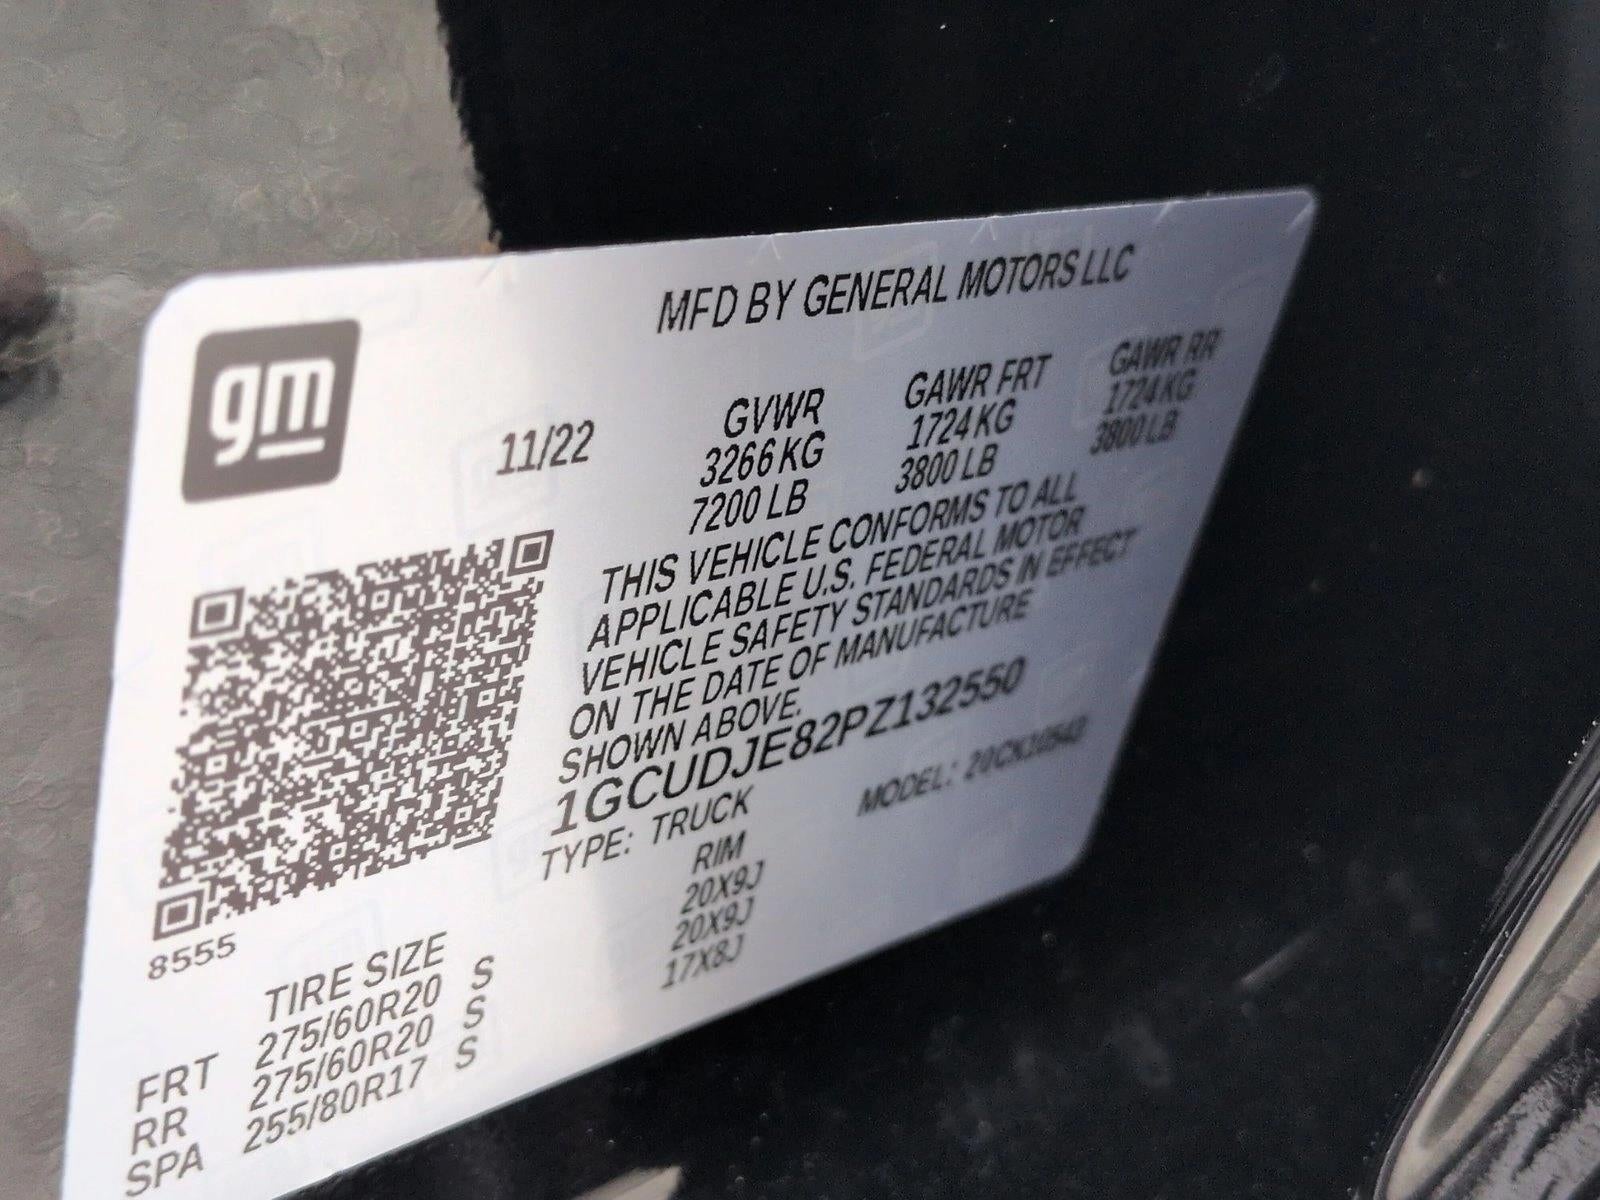 MFD BY GENERAL MOTORS LLC
gm
11/22
GVWR GAWR FRT GAWR RR
3266 KG 1724 KG 1724 KG
7200 LB 3800 LB 3800 LB
THIS VEHICLE CONFORMS TO ALL
APPLICABLE U.S. FEDERAL MOTOR
VEHICLE SAFETY STANDARDS IN EFFECT
ON THE DATE OF MANUFACTURE
SHOWN ABOVE.
1GCUDJE82PZ132550
TYPE: TRUCK MODEL: 20CK10543
8555
TIRE SIZE RIM
FRT 275/60R20 S 20X9J
RR 275/60R20 S 20X9J
SPA 255/80R17 S 17X8J